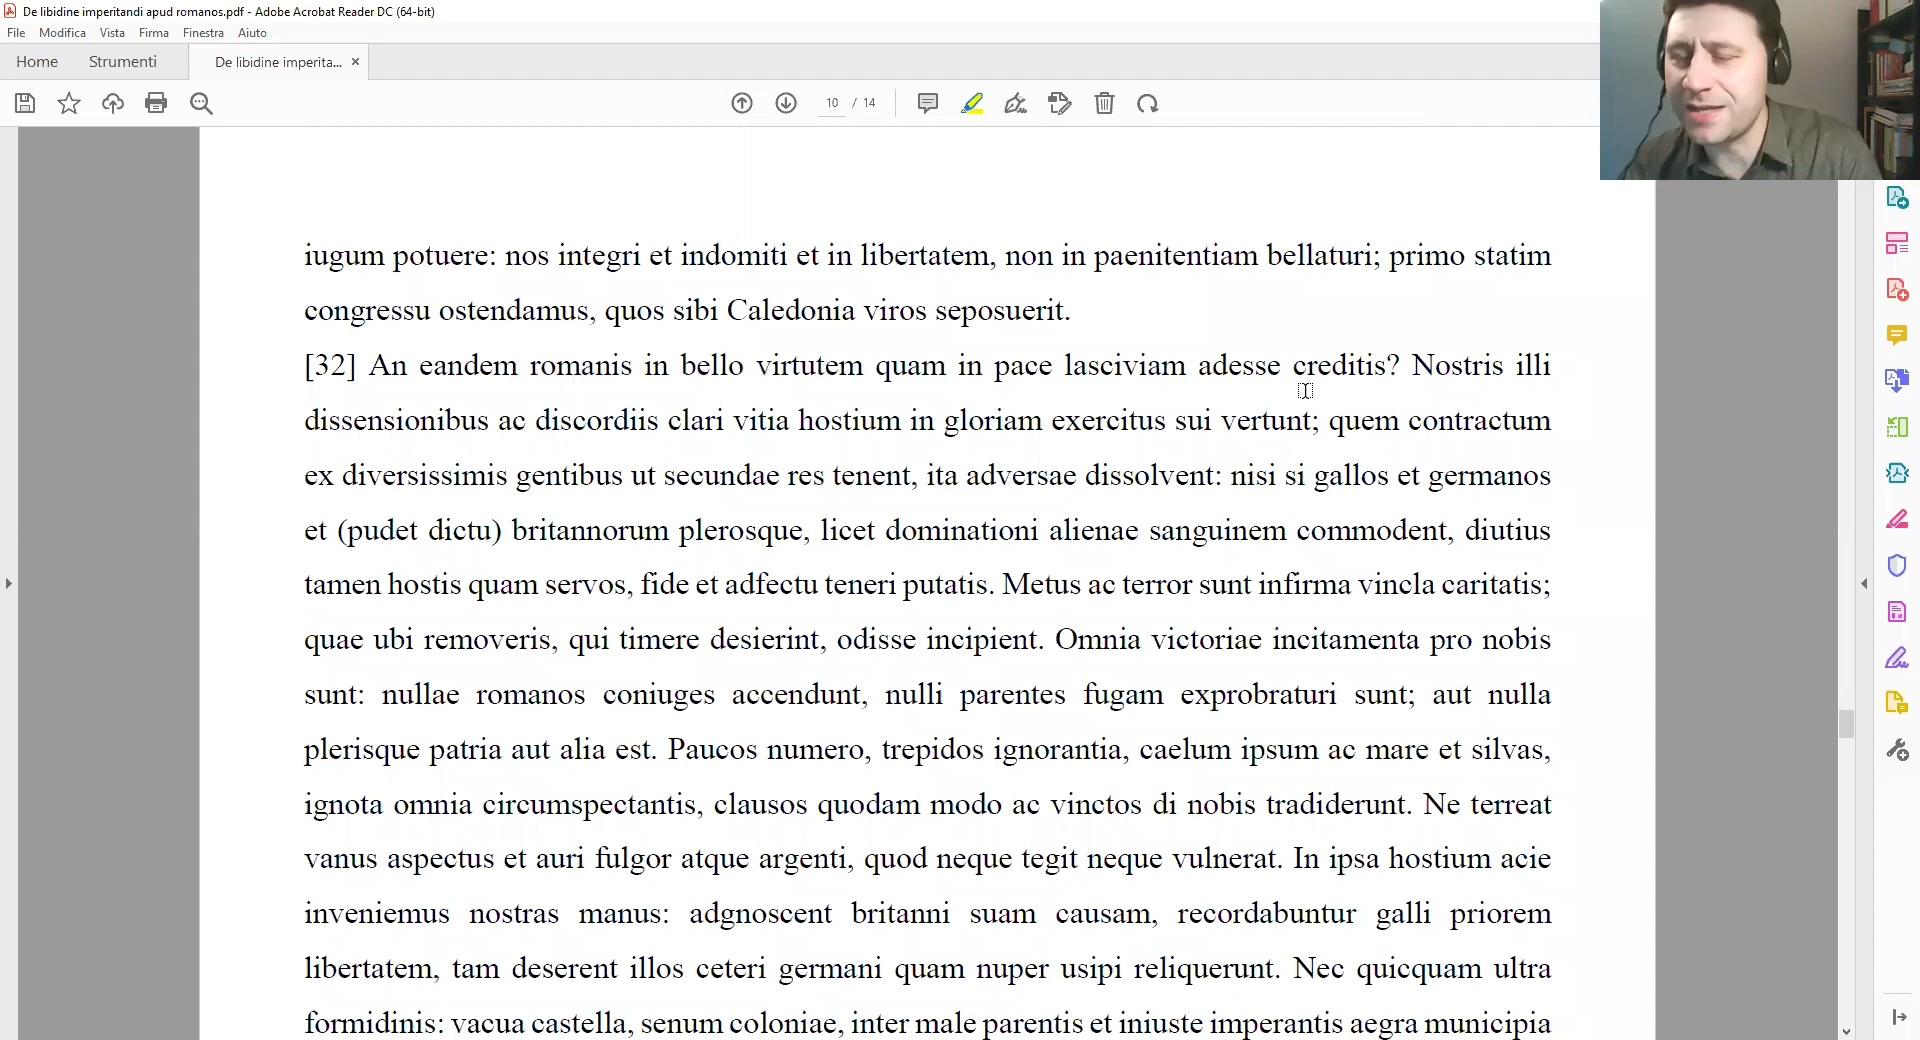 De libidine imperitandi apud romanos.pdf - Adobe Acrobat Reader DC (64-bit)
File Modifica Vista Firma Finestra Aiuto
Home Strumenti De libidine imperita... ×
10 / 14
iugum potuere: nos integri et indomiti et in libertatem, non in paenitentiam bellaturi; primo statim
congressu ostendamus, quos sibi Caledonia viros seposuerit.
[32] An eandem romanis in bello virtutem quam in pace lasciviam adesse creditis? Nostris illi
dissensionibus ac discordiis clari vitia hostium in gloriam exercitus sui vertunt; quem contractum
ex diversissimis gentibus ut secundae res tenent, ita adversae dissolvent: nisi si gallos et germanos
et (pudet dictu) britannorum plerosque, licet dominationi alienae sanguinem commodent, diutius
tamen hostis quam servos, fide et adfectu teneri putatis. Metus ac terror sunt infirma vincla caritatis;
quae ubi removeris, qui timere desierint, odisse incipient. Omnia victoriae incitamenta pro nobis
sunt: nullae romanos coniuges accendunt, nulli parentes fugam exprobraturi sunt; aut nulla
plerisque patria aut alia est. Paucos numero, trepidos ignorantia, caelum ipsum ac mare et silvas,
ignota omnia circumspectantis, clausos quodam modo ac vinctos di nobis tradiderunt. Ne terreat
vanus aspectus et auri fulgor atque argenti, quod neque tegit neque vulnerat. In ipsa hostium acie
inveniemus nostras manus: adgnoscent britanni suam causam, recordabuntur galli priorem
libertatem, tam deserent illos ceteri germani quam nuper usipi reliquerunt. Nec quicquam ultra
formidinis: vacua castella, senum coloniae, inter male parentis et iniuste imperantis aegra municipia